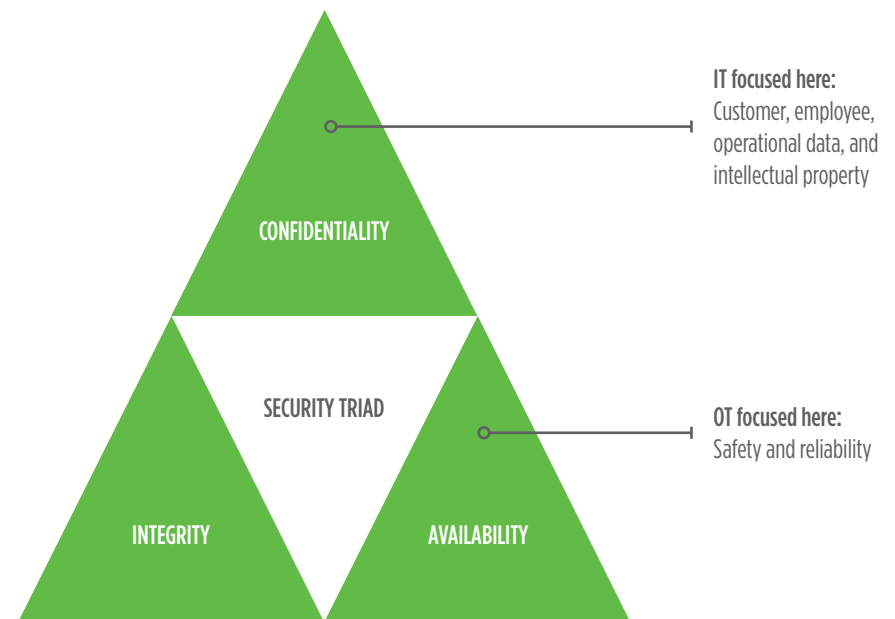 IT focused here:
Customer, employee,
operational data, and
intellectual property
CONFIDENTIALITY
SECURITY TRIAD
OT focused here:
Safety and reliability
INTEGRITY
AVAILABILITY